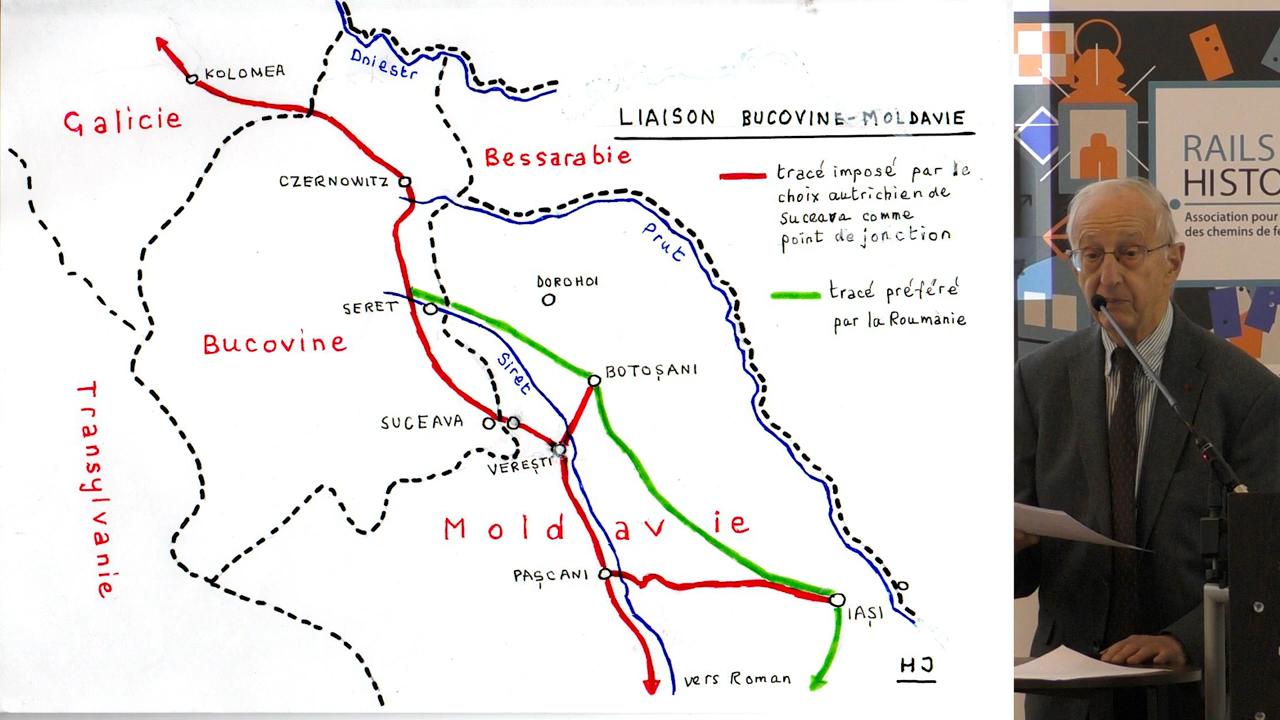 KOLOMEA
Dniestr
Galicie
LIAISON BUCOVINE-MOLDAVIE
Bessarabie
tracé imposé par le
choix autrichien de
Suceava comme
point de jonction
CZERNOWITZ
Prut
DOROHOI
tracé préféré
par la Roumanie
SERET
Bucovine
Siret
BOTOȘANI
Transylvanie
SUCEAVA
VEREȘTI
Moldavie
PAȘCANI
IAȘI
vers Roman
HJ
RAILS
HISTO
Association pour
des chemins de fe